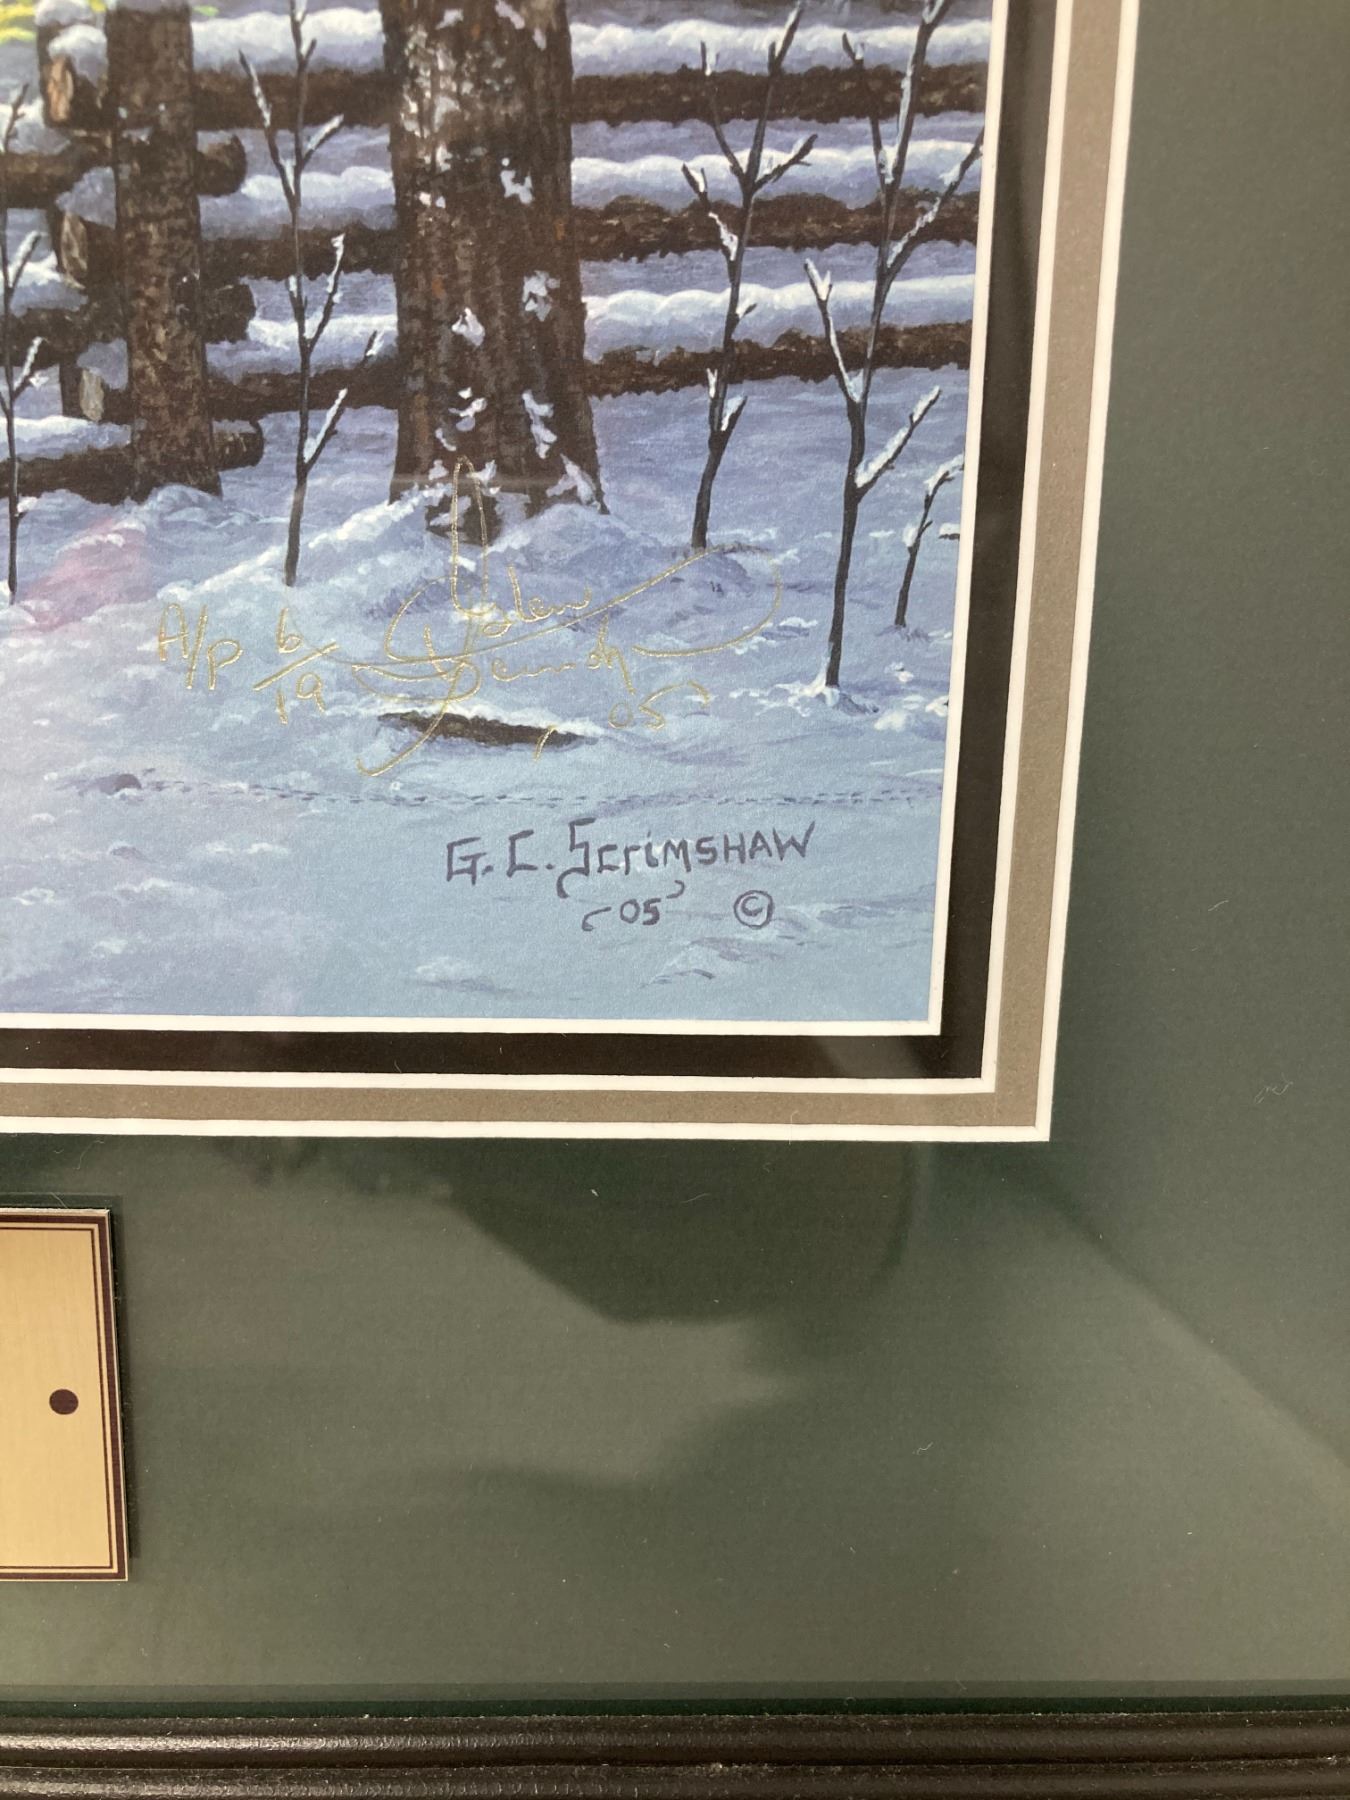 A/P 6/19
'05'
G. C. SCRIMSHAW
'05' ©